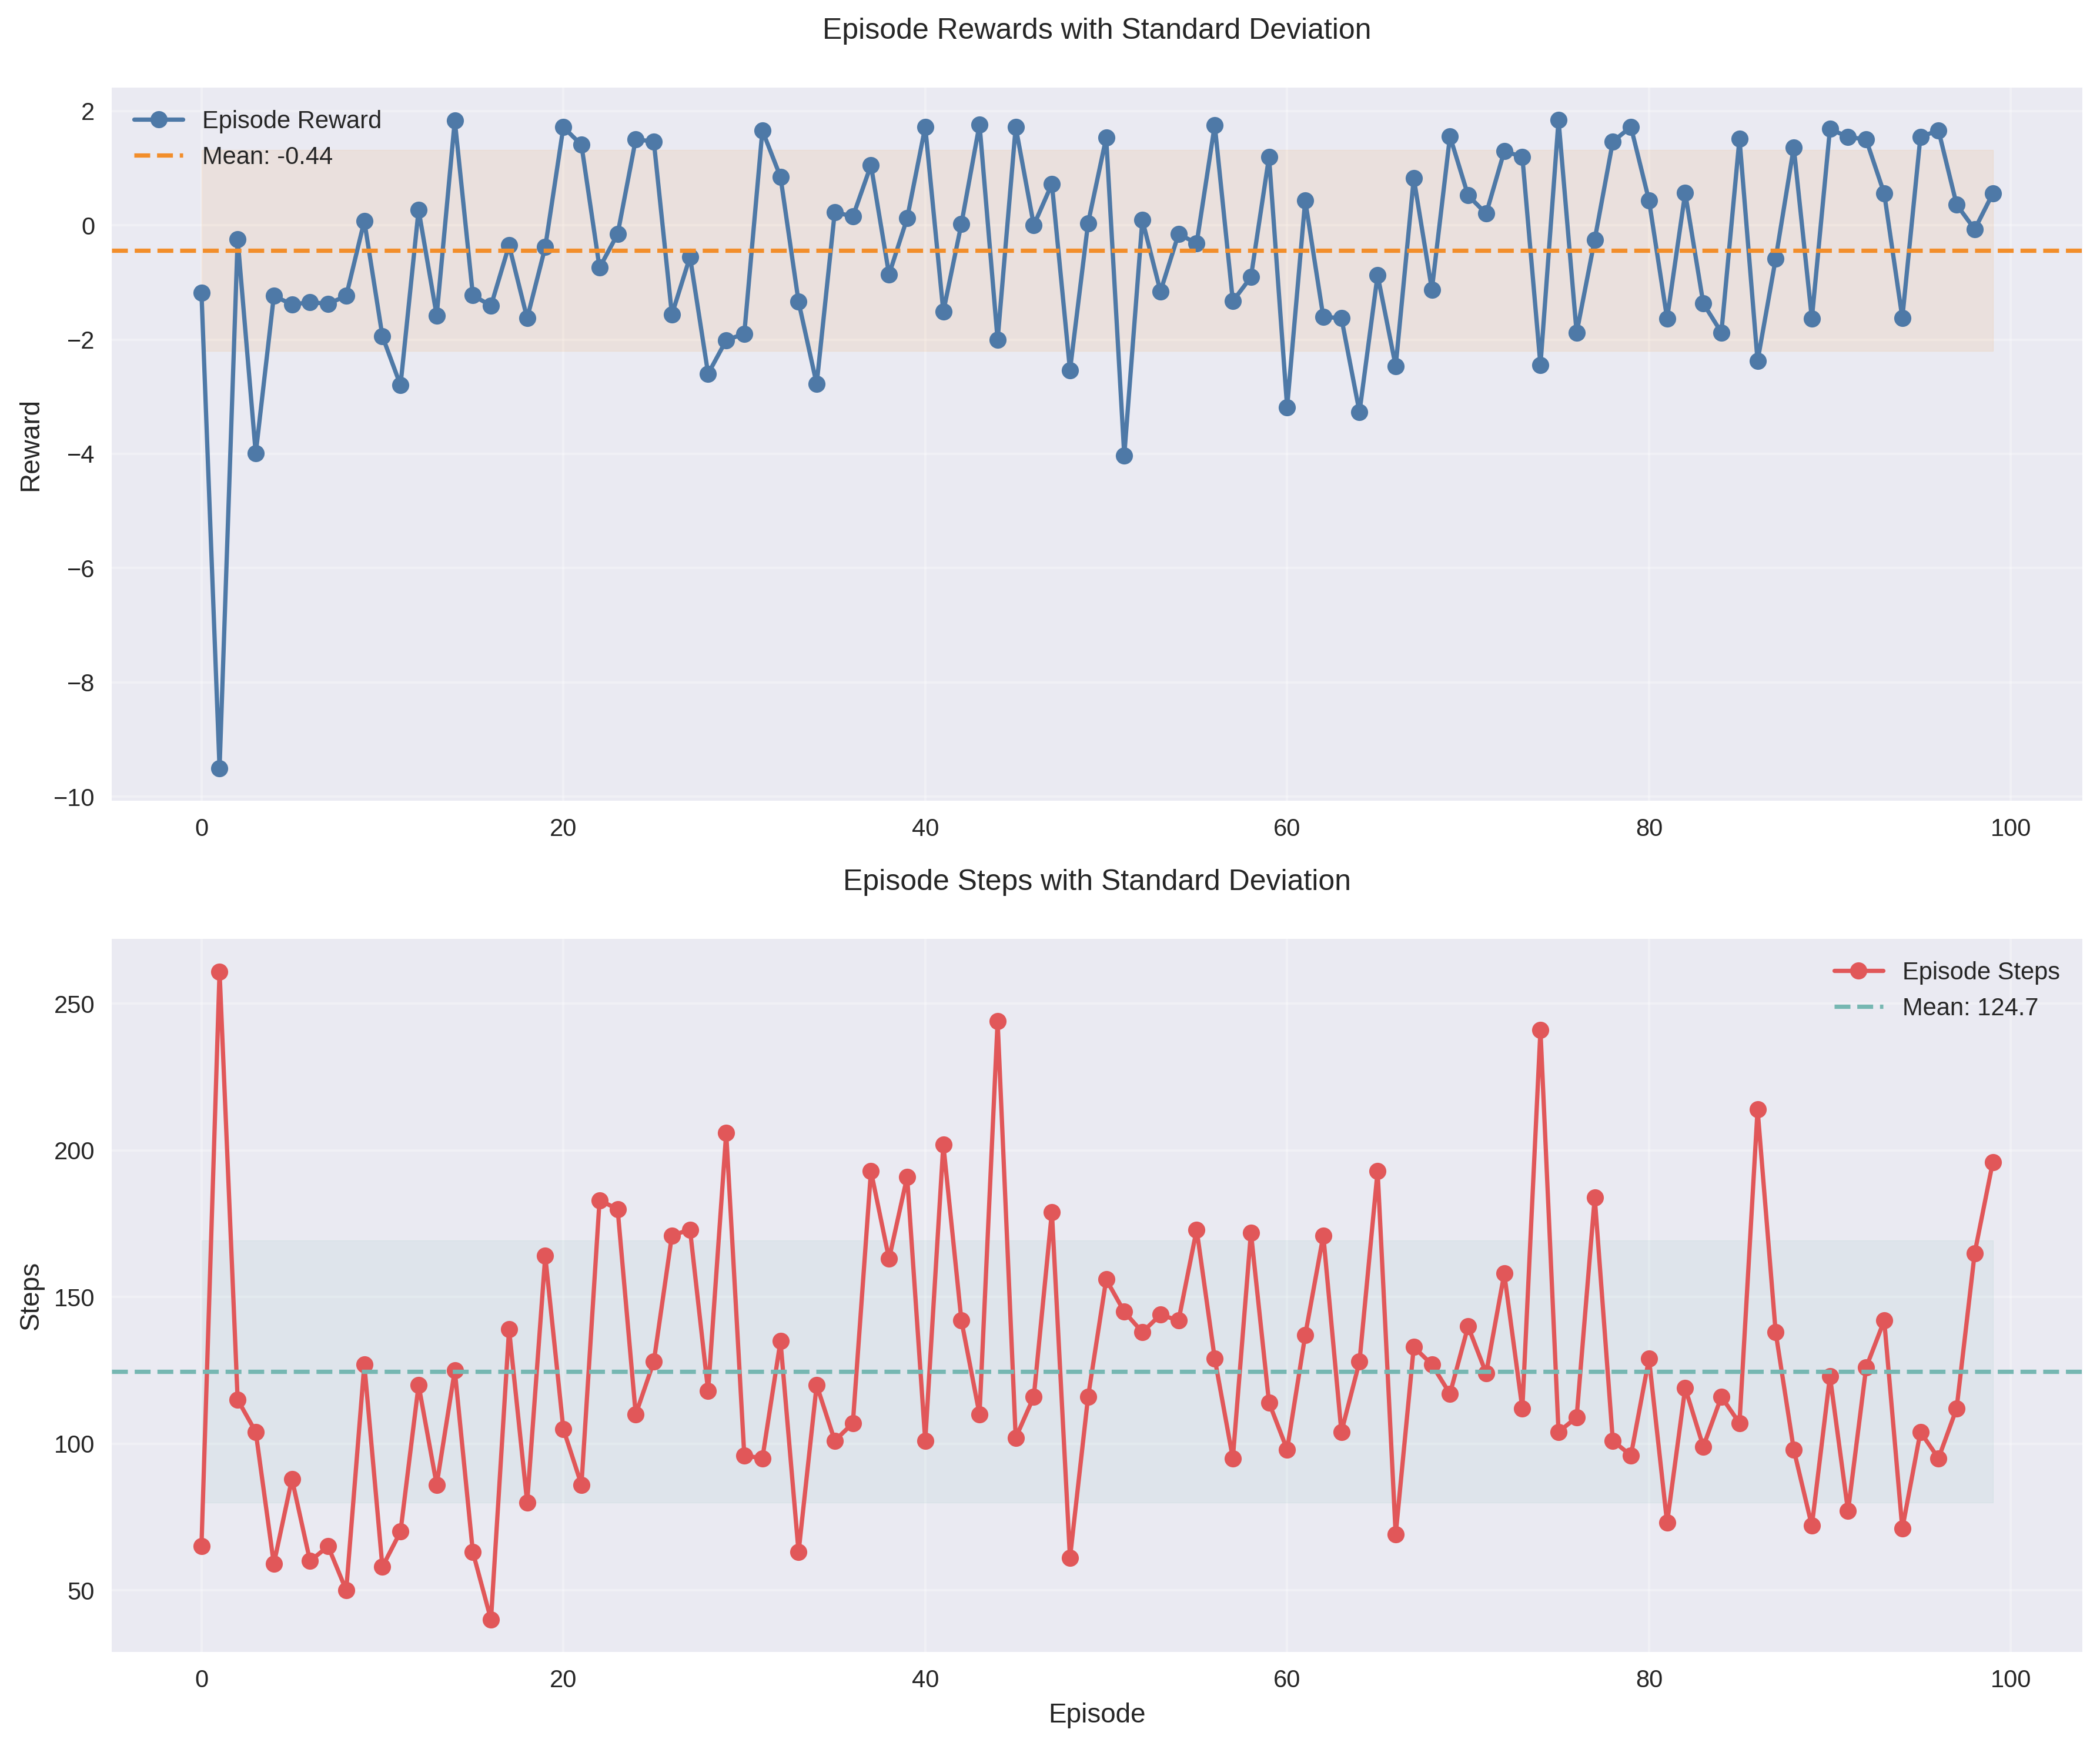 Episode Rewards with Standard Deviation
Episode Reward
Mean: -0.44
2
0
−2
−4
−6
−8
−10
Reward
0 20 40 60 80 100
Episode Steps with Standard Deviation
Episode Steps
Mean: 124.7
250
200
150
100
50
Steps
0 20 40 60 80 100
Episode